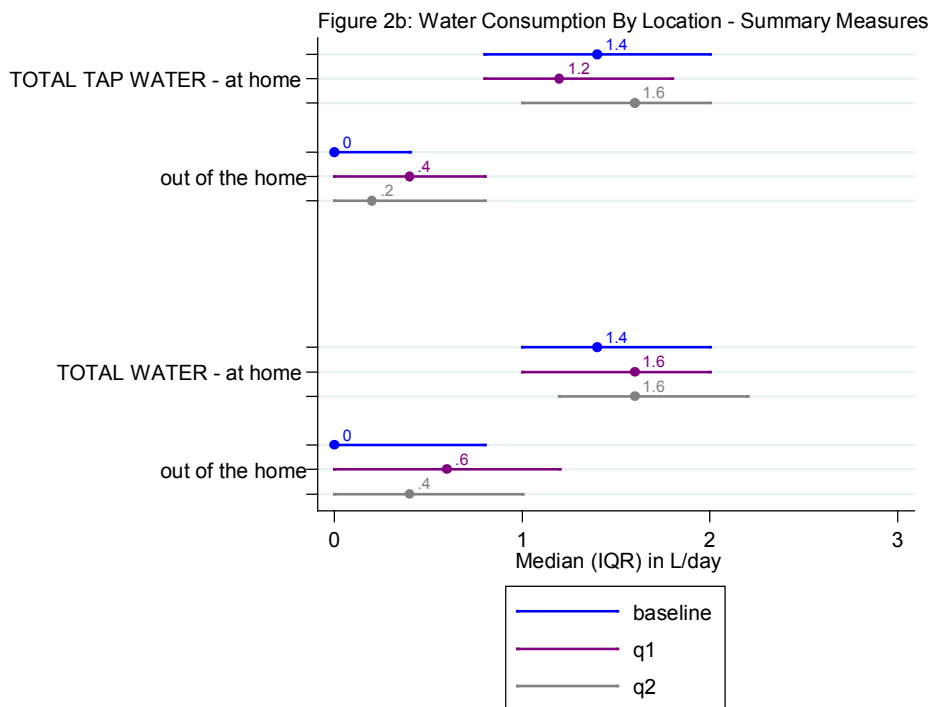 Figure 2b: Water Consumption By Location - Summary Measures
1.4
TOTAL TAP WATER - at home
1.2
1.6
0
out of the home
.4
.2
1.4
TOTAL WATER - at home
1.6
1.6
0
out of the home
.6
.4
0 1 2 3
Median (IQR) in L/day
baseline
q1
q2